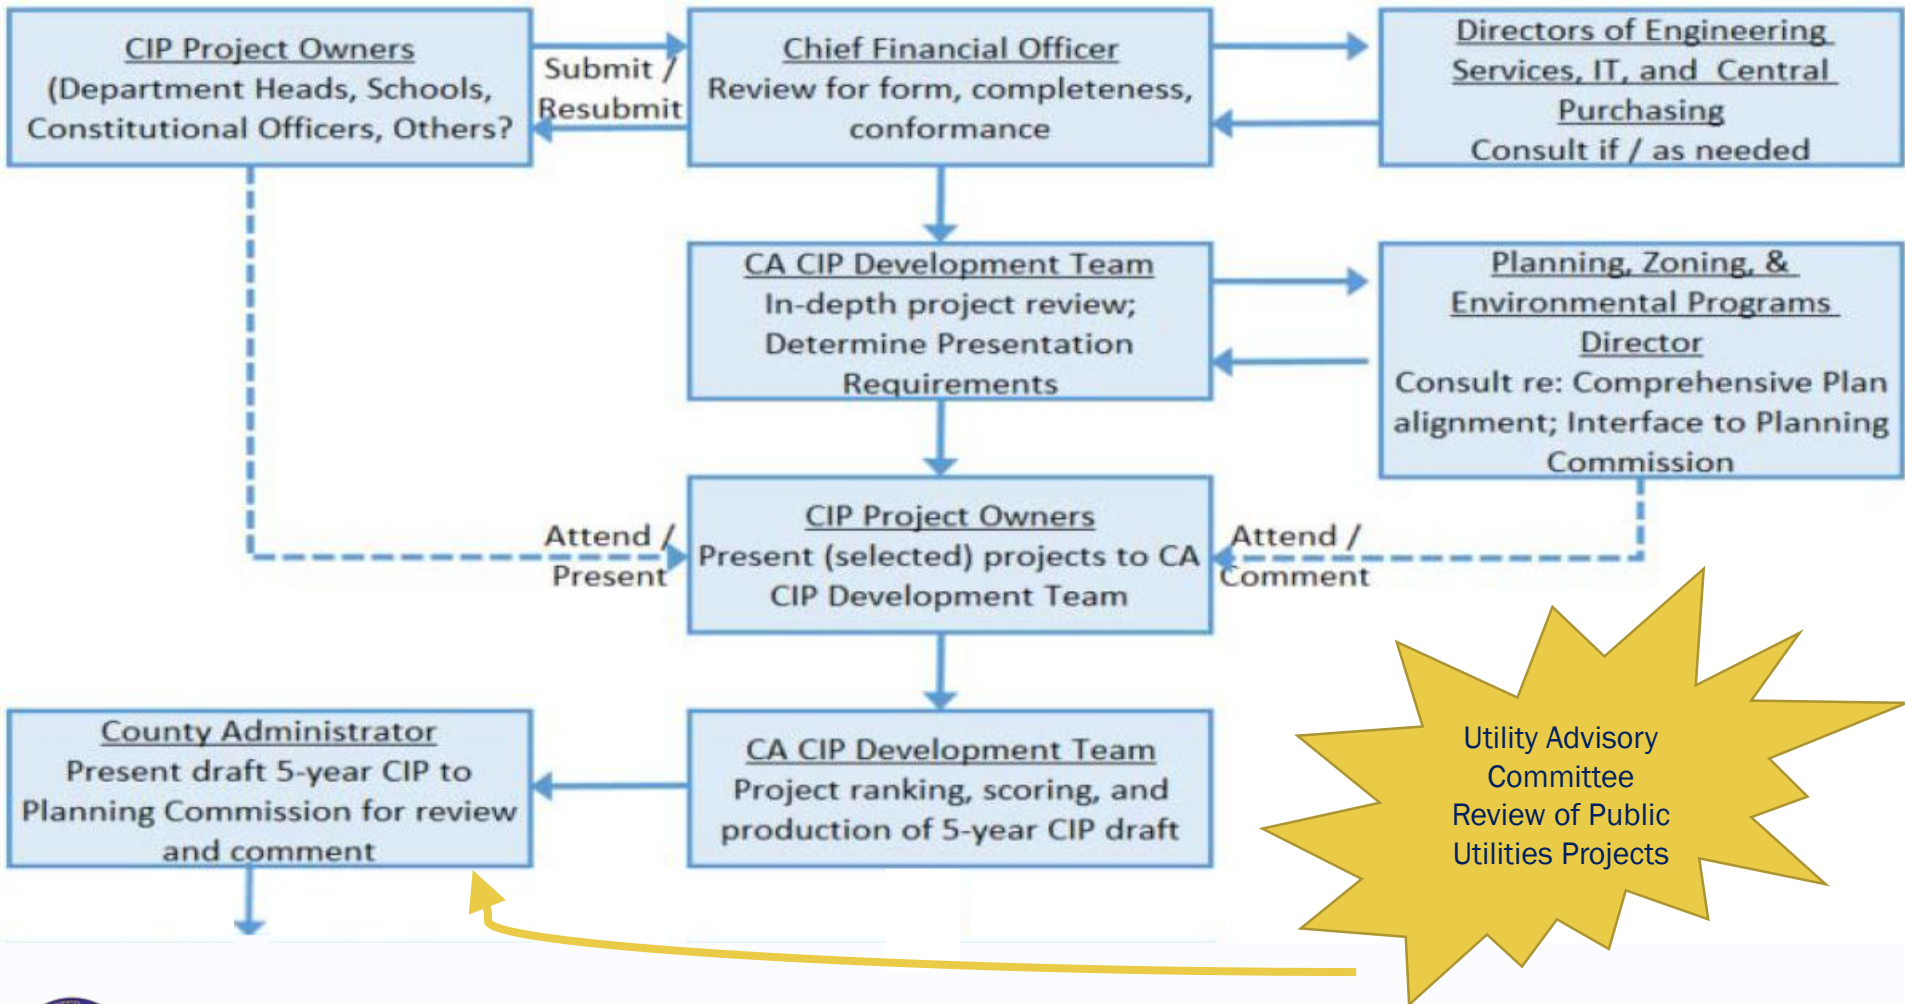 CIP Project Owners
(Department Heads, Schools,
Constitutional Officers, Others?
Submit /
Resubmit
Chief Financial Officer
Review for form, completeness,
conformance
Directors of Engineering
Services, IT, and Central
Purchasing
Consult if / as needed
CA CIP Development Team
In-depth project review;
Determine Presentation
Requirements
Planning, Zoning, &
Environmental Programs
Director
Consult re: Comprehensive Plan
alignment; Interface to Planning
Commission
Attend /
Present
CIP Project Owners
Present (selected) projects to CA
CIP Development Team
Attend /
Comment
County Administrator
Present draft 5-year CIP to
Planning Commission for review
and comment
CA CIP Development Team
Project ranking, scoring, and
production of 5-year CIP draft
Utility Advisory
Committee
Review of Public
Utilities Projects